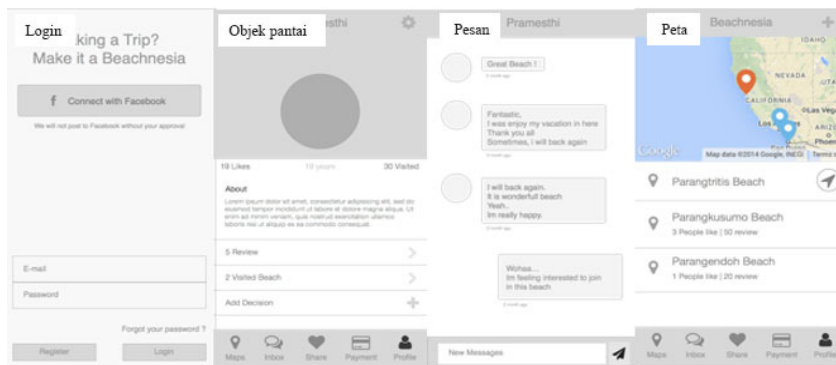 Login
king a Trip?
Make it a Beachnesia
f Connect with Facebook
We will not post to Facebook without your approval
E-mail
Password
Forgot your password ?
Register
Login
Objek pantai
sthi
19 Likes
19 years
30 Visited
About
Lorem ipsum dolor sit amet, consectetur adipisicing elit, sed do
eiusmod tempor incididunt ut labore et dolore magna aliqua. Ut
enim ad minim veniam, quis nostrud exercitation ullamco
laboris nisi ut aliquip ex ea commodo consequat.
5 Review
2 Visited Beach
Add Decision
Maps
Inbox
Share
Payment
Profile
Pesan
Pramesthi
Great Beach !
Fantastic,
I was enjoy my vacation in here
Thank you all
Sometimes, i will back again
I will back again.
It is wonderfull beach
Yeah..
Im really happy.
Wohaa...
Im feeling interested to join
in this beach
New Messages
Peta
Beachnesia
IDAHO
NEVADA
UTA
CALIFORNIA
Las Vega
Los
ARIZO
San Diego
Phoen
Google
Map data ©2014 Google, INEGI
Terms o
Parangtritis Beach
Parangkusumo Beach
3 People like | 50 review
Parangendoh Beach
1 People like | 20 review
Maps
Inbox
Share
Payment
Profile